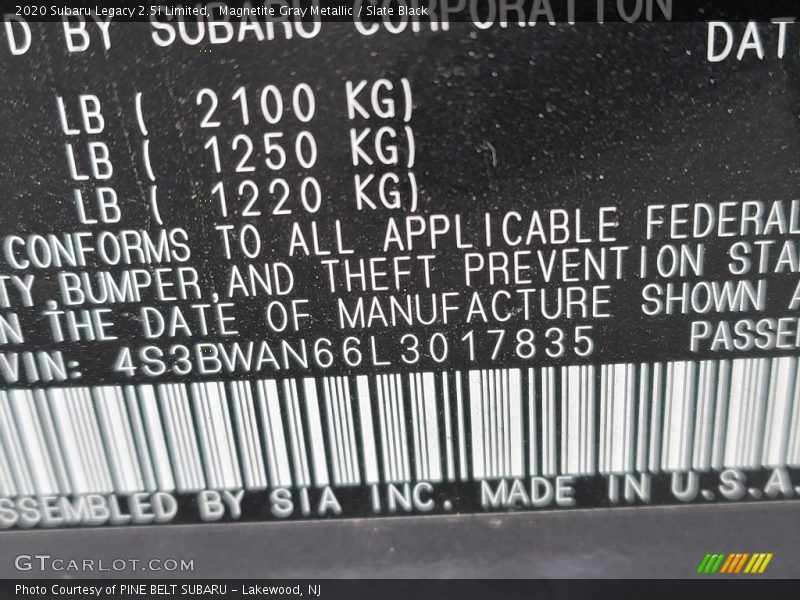 2020 Subaru Legacy 2.5i Limited, Magnetite Gray Metallic / Slate Black
D BY SUBARU CORPORATION
DAT
LB ( 2100 KG)
LB ( 1250 KG)
LB ( 1220 KG)
CONFORMS TO ALL APPLICABLE FEDERAL
TY,BUMPER,AND THEFT PREVENTION STA
N THE DATE OF MANUFACTURE SHOWN A
VIN: 4S3BWAN66L3017835 PASSE
SSEMBLED BY SIA INC. MADE IN U.S.A.
GTCARLOT.COM
Photo Courtesy of PINE BELT SUBARU - Lakewood, NJ